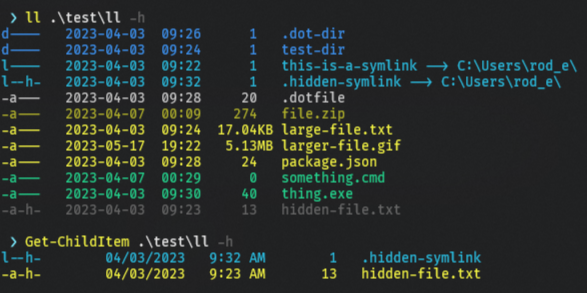 ❯ ll .\test\ll -h
d———— 2023-04-03 09:26 1 .dot-dir
d———— 2023-04-03 09:24 1 test-dir
l———— 2023-04-03 09:22 1 this-is-a-symlink ⟶ C:\Users\rod_e\
l--h- 2023-04-03 09:32 1 .hidden-symlink ⟶ C:\Users\rod_e\
-a——— 2023-04-03 09:28 20 .dotfile
-a——— 2023-04-07 00:09 274 file.zip
-a——— 2023-04-03 09:24 17.04KB large-file.txt
-a——— 2023-05-17 19:22 5.13MB larger-file.gif
-a——— 2023-04-03 09:28 24 package.json
-a——— 2023-04-07 00:29 0 something.cmd
-a——— 2023-04-03 09:30 40 thing.exe
-a-h- 2023-04-03 09:23 13 hidden-file.txt
❯ Get-ChildItem .\test\ll -h
l--h- 04/03/2023 9:32 AM 1 .hidden-symlink
-a-h- 04/03/2023 9:23 AM 13 hidden-file.txt